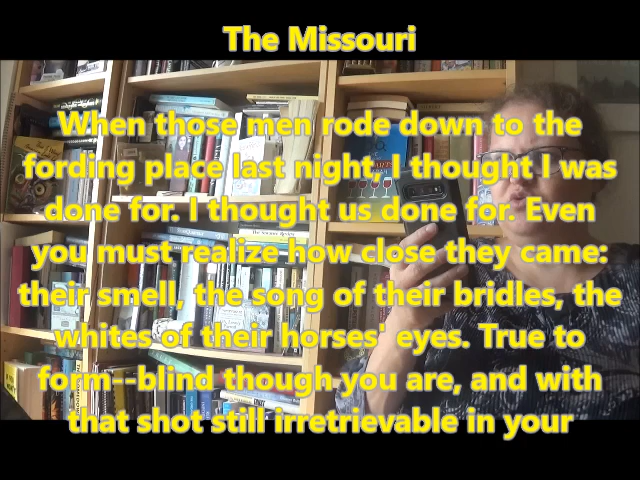 The Missouri
When those men rode down to the
fording place last night, I thought I was
done for. I thought us done for. Even
you must realize how close they came:
their smell, the song of their bridles, the
whites of their horses' eyes. True to
form--blind though you are, and with
that shot still irretrievable in your